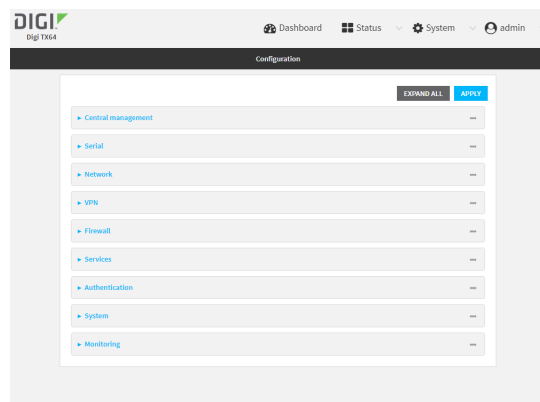 DIGI
Digi TX64
Dashboard
Status
System
admin
Configuration
EXPAND ALL
APPLY
Central management
Serial
Network
VPN
Firewall
Services
Authentication
System
Monitoring